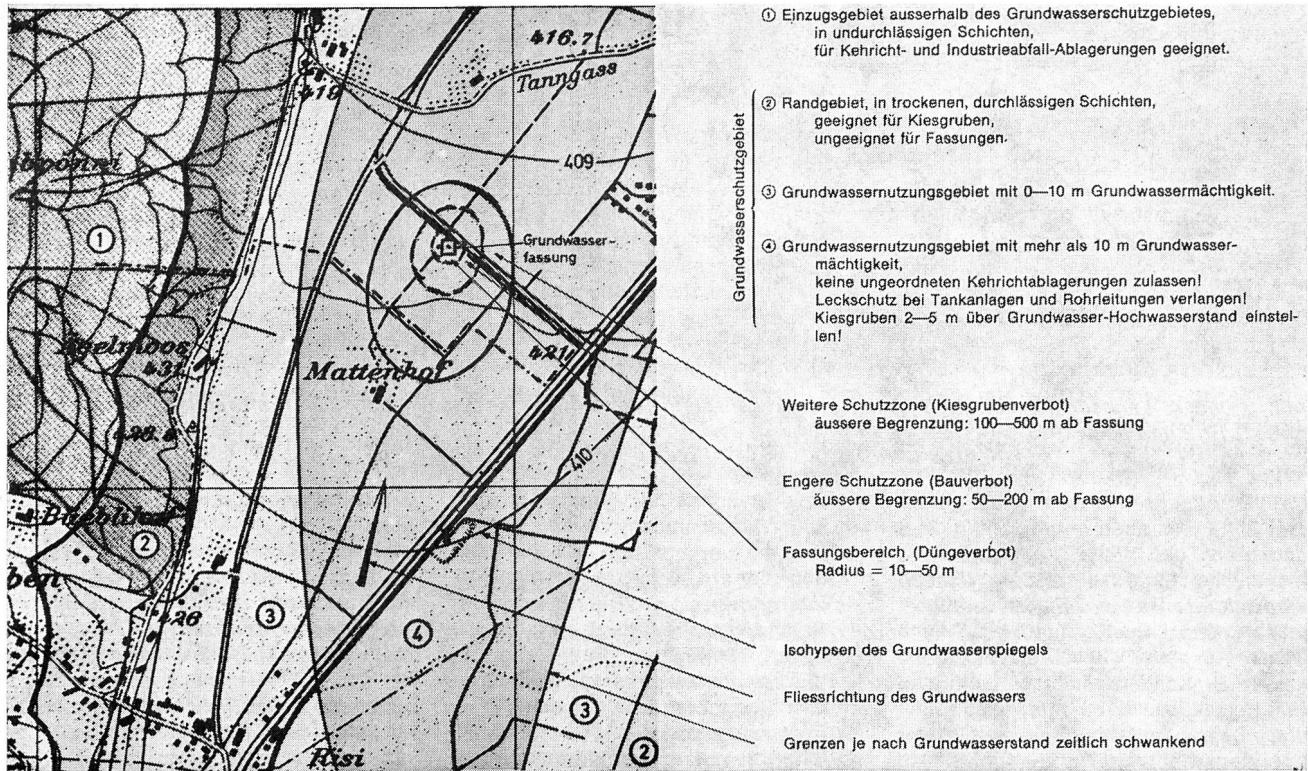 416.7
Tanngass
419
409
①
Grundwasser-
fassung
421
Mattenhof
431
410
②
426
③
④
③
②
Risi
① Einzugsgebiet ausserhalb des Grundwasserschutzgebietes,
in undurchlässigen Schichten,
für Kehricht- und Industrieabfall-Ablagerungen geeignet.
Grundwasserschutzgebiet
② Randgebiet, in trockenen, durchlässigen Schichten,
geeignet für Kiesgruben,
ungeeignet für Fassungen.
③ Grundwassernutzungsgebiet mit 0—10 m Grundwassermächtigkeit.
④ Grundwassernutzungsgebiet mit mehr als 10 m Grundwasser-
mächtigkeit,
keine ungeordneten Kehrichtablagerungen zulassen!
Leckschutz bei Tankanlagen und Rohrleitungen verlangen!
Kiesgruben 2—5 m über Grundwasser-Hochwasserstand einstel-
len!
Weitere Schutzzone (Kiesgrubenverbot)
äussere Begrenzung: 100—500 m ab Fassung
Engere Schutzzone (Bauverbot)
äussere Begrenzung: 50—200 m ab Fassung
Fassungsbereich (Düngeverbot)
Radius = 10—50 m
Isohypsen des Grundwasserspiegels
Fliessrichtung des Grundwassers
Grenzen je nach Grundwasserstand zeitlich schwankend